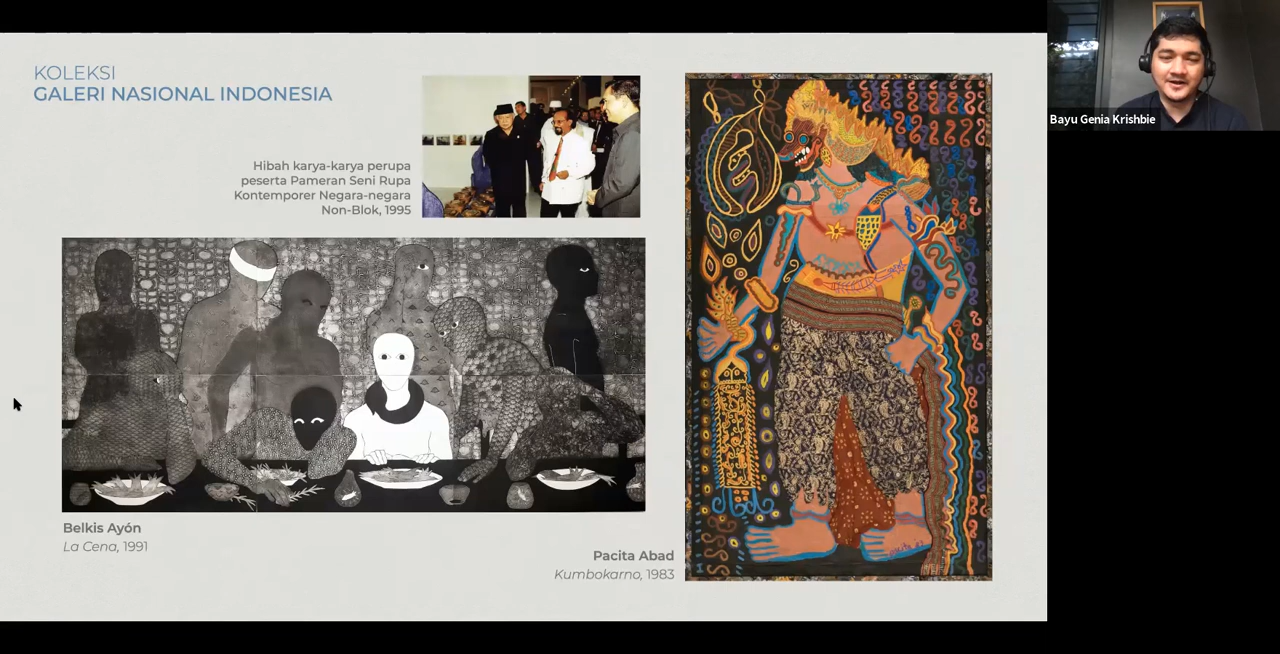 KOLEKSI
GALERI NASIONAL INDONESIA
Hibah karya-karya perupa
peserta Pameran Seni Rupa
Kontemporer Negara-negara
Non-Blok, 1995
Belkis Ayón
La Cena, 1991
Pacita Abad
Kumbokarno, 1983
Bayu Genia Krishbie